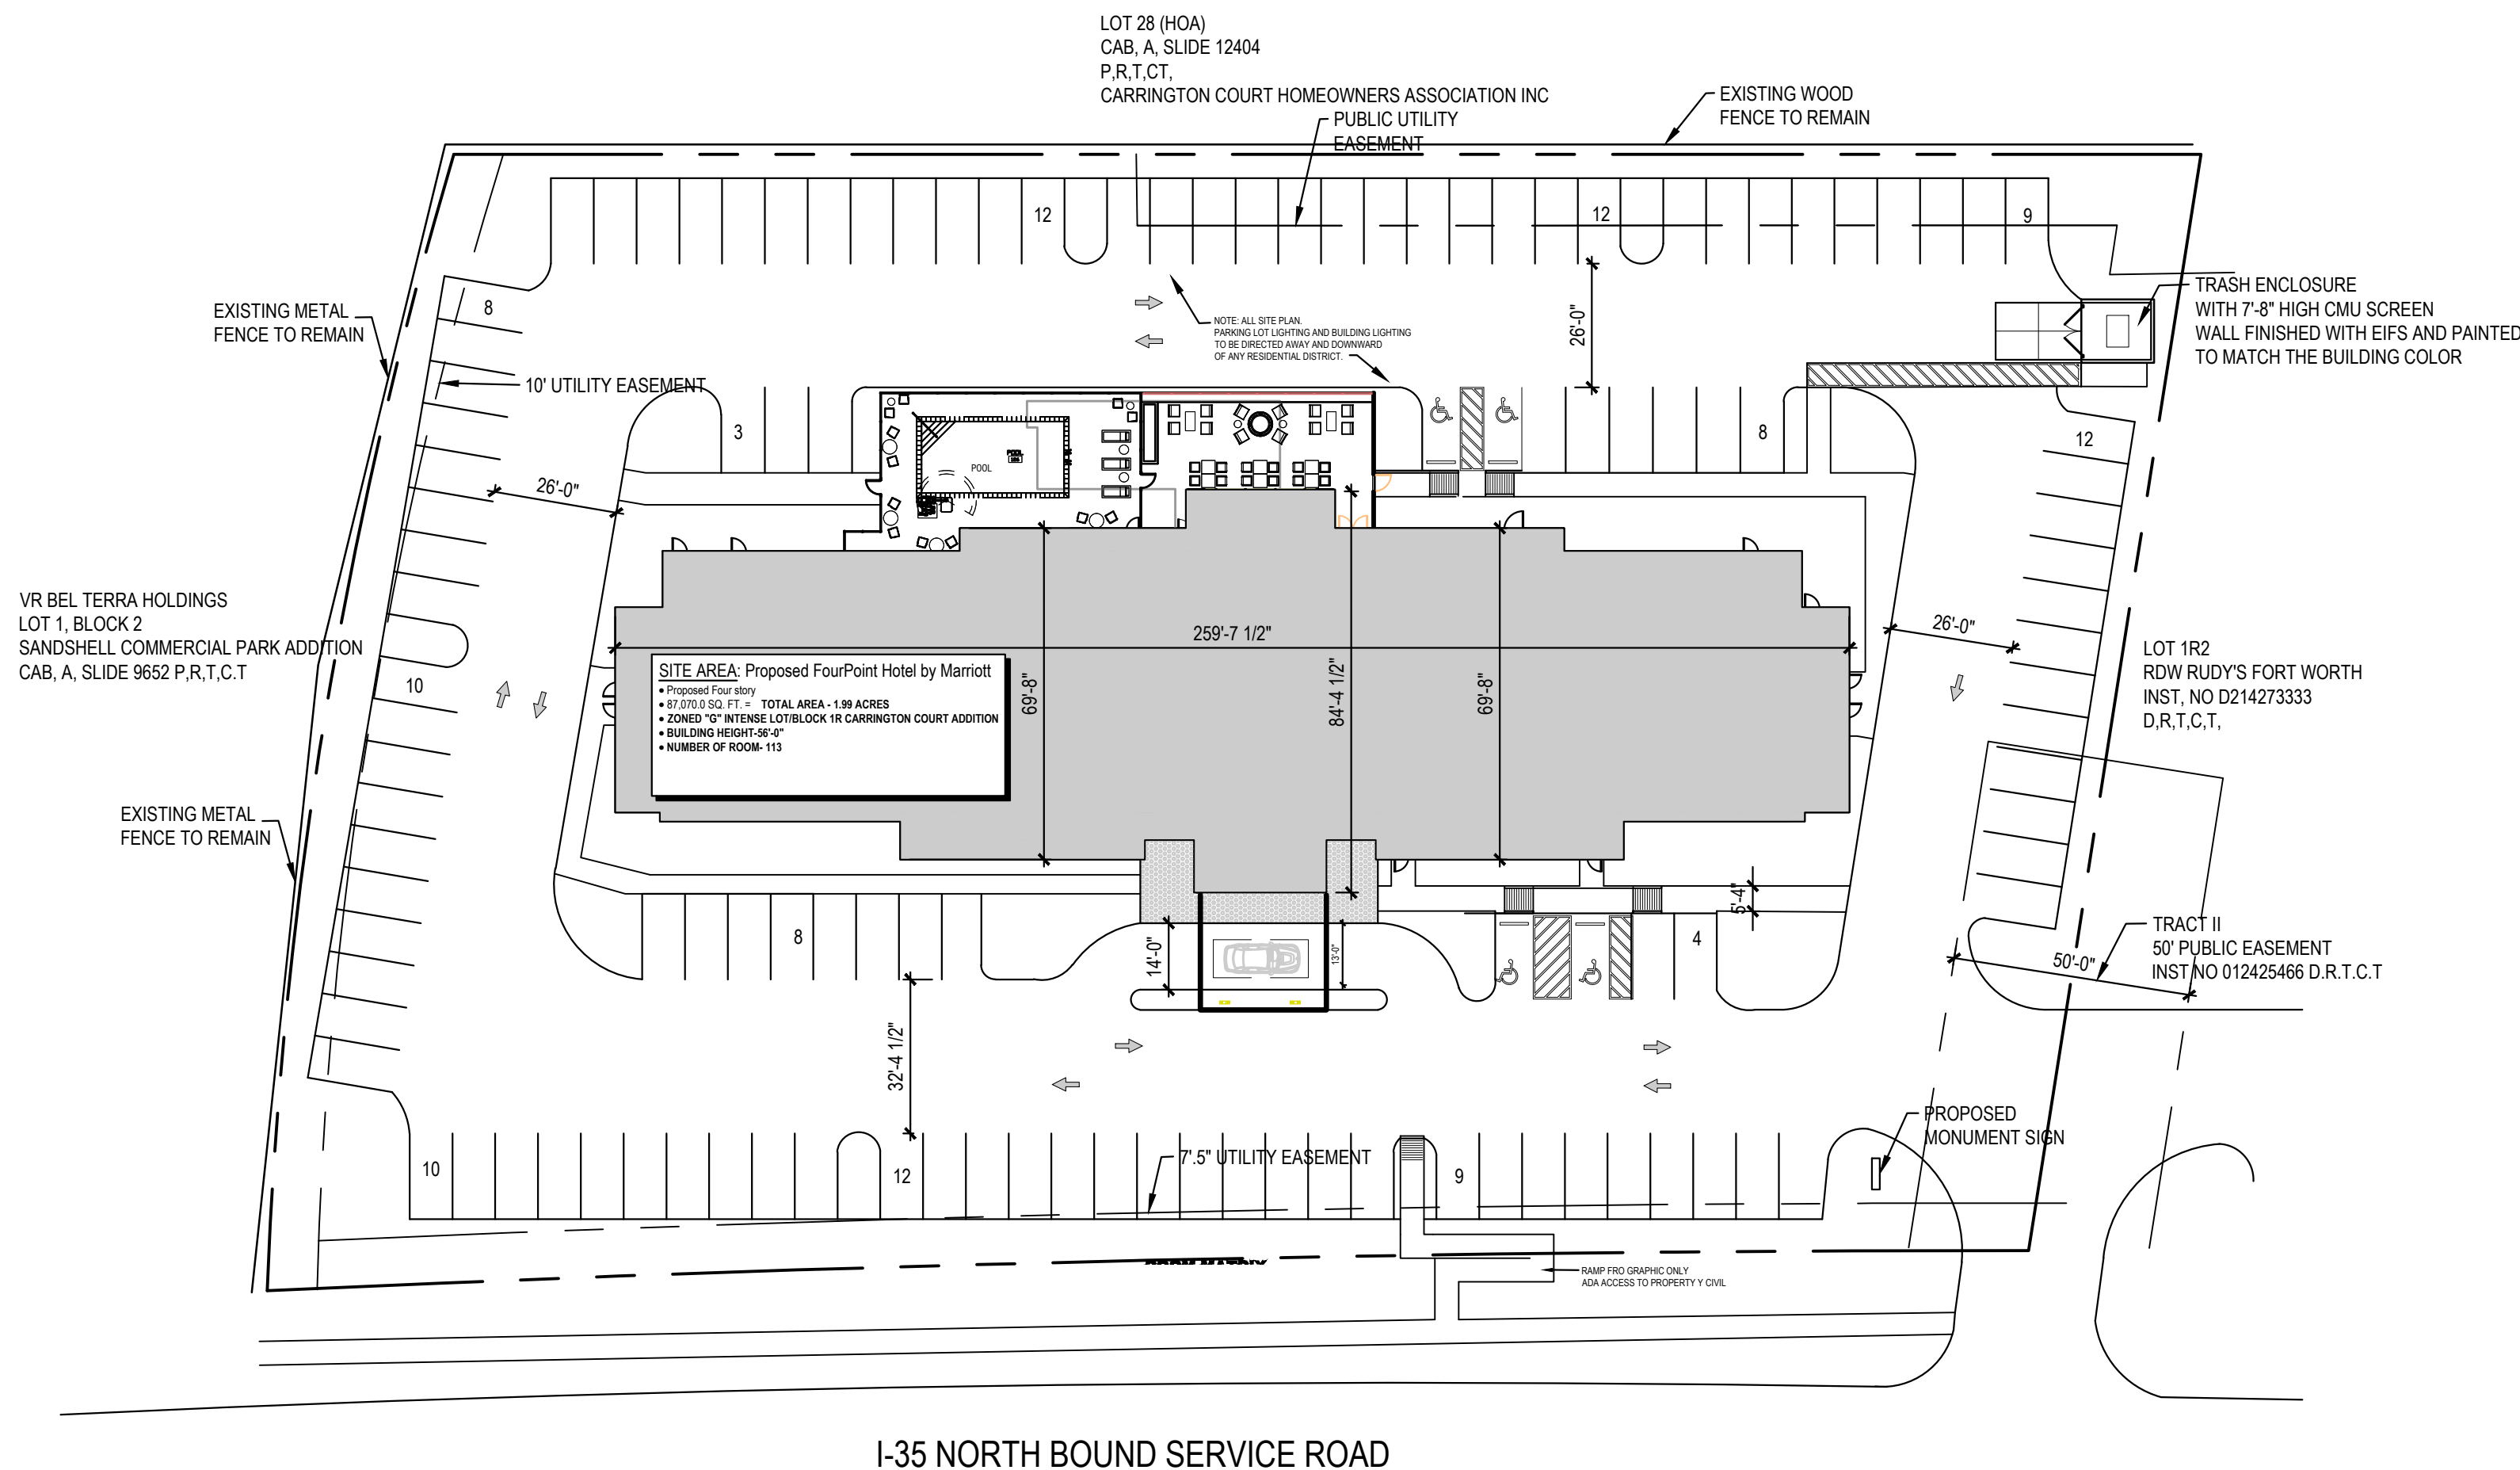 LOT 28 (HOA)
CAB, A, SLIDE 12404
P,R,T,CT,
CARRINGTON COURT HOMEOWNERS ASSOCIATION INC
PUBLIC UTILITY
EASEMENT
EXISTING WOOD
FENCE TO REMAIN
12
12
9
EXISTING METAL
FENCE TO REMAIN
8
NOTE: ALL SITE PLAN.
PARKING LOT LIGHTING AND BUILDING LIGHTING
TO BE DIRECTED AWAY AND DOWNWARD
OF ANY RESIDENTIAL DISTRICT.
26'-0"
TRASH ENCLOSURE
WITH 7'-8" HIGH CMU SCREEN
WALL FINISHED WITH EIFS AND PAINTED
TO MATCH THE BUILDING COLOR
10' UTILITY EASEMENT
3
8
12
POOL
POOL
26'-0"
VR BEL TERRA HOLDINGS
LOT 1, BLOCK 2
SANDSHELL COMMERCIAL PARK ADDITION
CAB, A, SLIDE 9652 P,R,T,C.T
10
259'-7 1/2"
26'-0"
SITE AREA: Proposed FourPoint Hotel by Marriott
• Proposed Four story
• 87,070.0 SQ. FT. = TOTAL AREA - 1.99 ACRES
• ZONED "G" INTENSE LOT/BLOCK 1R CARRINGTON COURT ADDITION
• BUILDING HEIGHT-56'-0"
• NUMBER OF ROOM- 113
69'-8"
84'-4 1/2"
69'-8"
LOT 1R2
RDW RUDY'S FORT WORTH
INST, NO D214273333
D,R,T,C,T,
EXISTING METAL
FENCE TO REMAIN
8
14'-0"
13'-0"
4
5'-4"
TRACT II
50' PUBLIC EASEMENT
INST NO 012425466 D.R.T.C.T
50'-0"
32'-4 1/2"
PROPOSED
MONUMENT SIGN
10
12
7'.5" UTILITY EASEMENT
9
RAMP FRO GRAPHIC ONLY
ADA ACCESS TO PROPERTY Y CIVIL
I-35 NORTH BOUND SERVICE ROAD